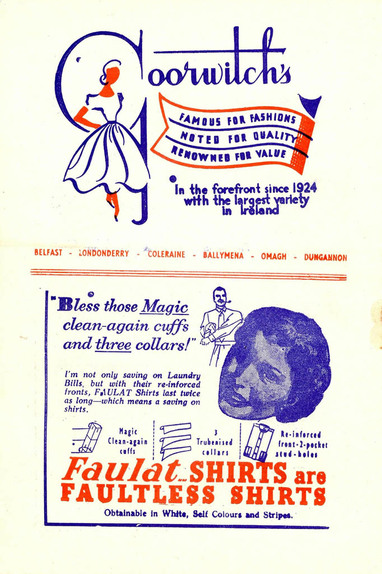 Goorwitch's
FAMOUS FOR FASHIONS
NOTED FOR QUALITY
RENOWNED FOR VALUE
In the forefront since 1924
with the largest variety
in Ireland
BELFAST - LONDONDERRY - COLERAINE - BALLYMENA - OMAGH - DUNGANNON
"Bless those Magic
clean-again cuffs
and three collars!"
I'm not only saving on Laundry
Bills, but with their re-inforced
fronts, FAULAT Shirts last twice
as long—which means a saving on
shirts.
Magic
Clean-again
cuffs
3
Trubenised
collars
Re-inforced
front-2-pocket
stud-holes
Faulat... SHIRTS are
FAULTLESS SHIRTS
Obtainable in White, Self Colours and Stripes.